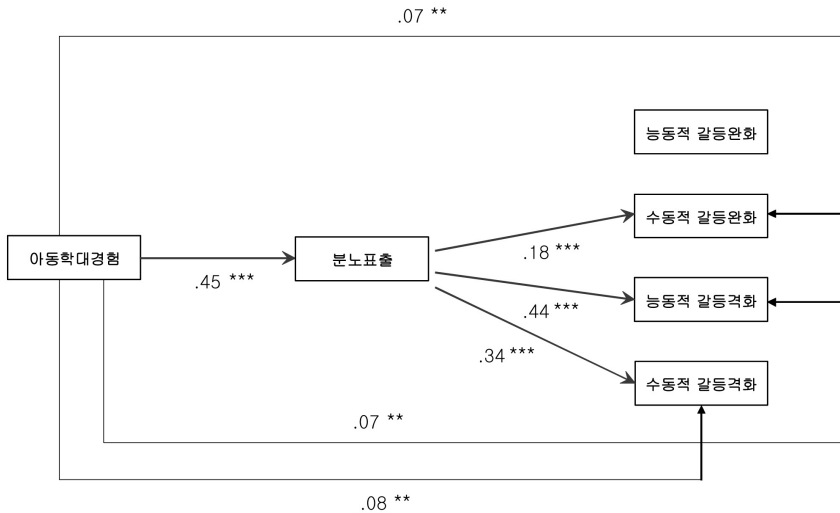 .07 **
능동적 갈등완화
수동적 갈등완화
아동학대경험
분노표출
.18 ***
.45 ***
능동적 갈등격화
.44 ***
.34 ***
수동적 갈등격화
.07 **
.08 **